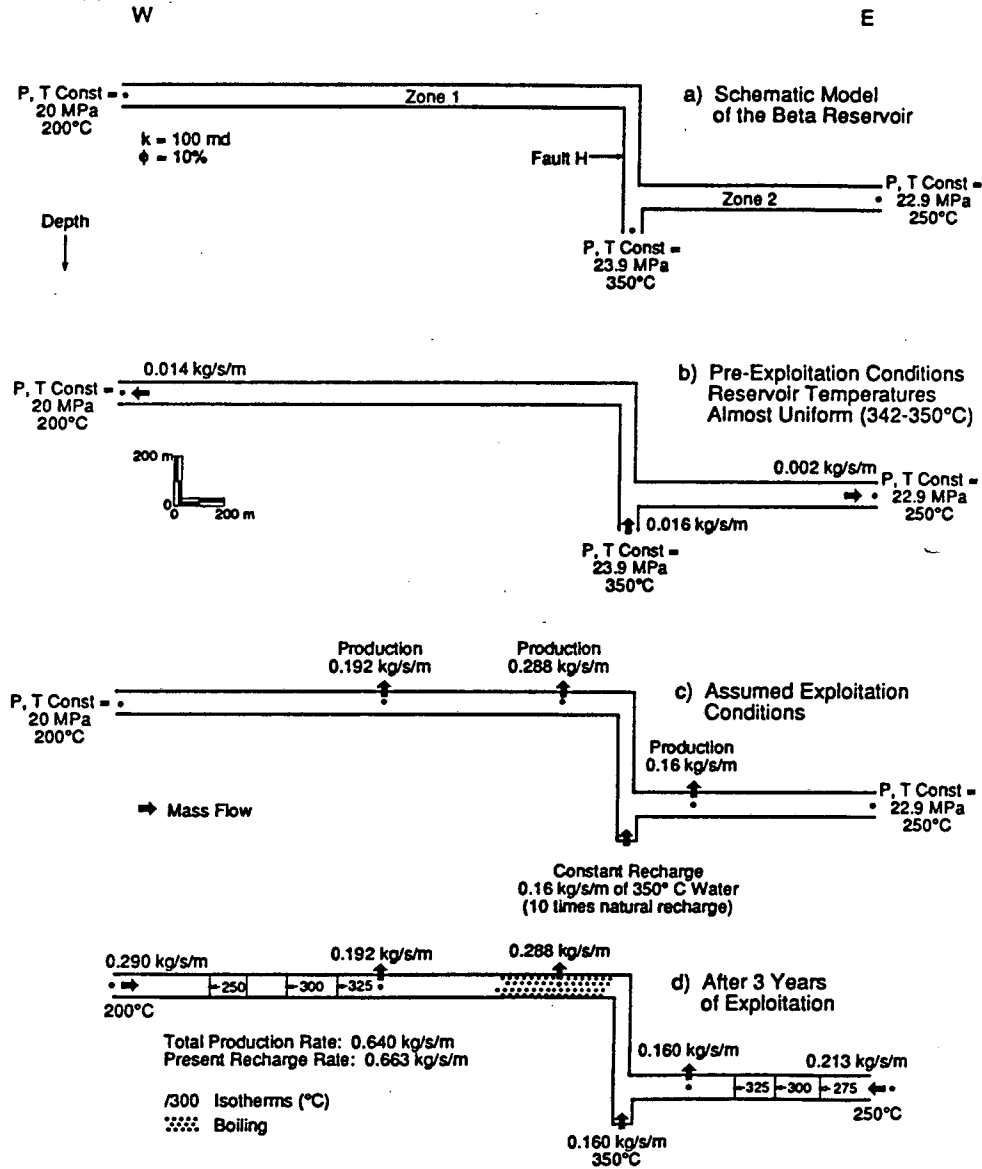 W
E
P, T Const =
20 MPa
200°C
Zone 1
k = 100 md
ϕ = 10%
Fault H
Depth
a) Schematic Model
of the Beta Reservoir
Zone 2
P, T Const =
22.9 MPa
250°C
P, T Const =
23.9 MPa
350°C
0.014 kg/s/m
P, T Const =
20 MPa
200°C
b) Pre-Exploitation Conditions
Reservoir Temperatures
Almost Uniform (342-350°C)
200 m
0
0
200 m
0.002 kg/s/m
P, T Const =
22.9 MPa
250°C
0.016 kg/s/m
P, T Const =
23.9 MPa
350°C
Production
0.192 kg/s/m
Production
0.288 kg/s/m
P, T Const =
20 MPa
200°C
c) Assumed Exploitation
Conditions
Production
0.16 kg/s/m
Mass Flow
P, T Const =
22.9 MPa
250°C
Constant Recharge
0.16 kg/s/m of 350° C Water
(10 times natural recharge)
0.290 kg/s/m
0.192 kg/s/m
0.288 kg/s/m
250
300
325
200°C
d) After 3 Years
of Exploitation
Total Production Rate: 0.640 kg/s/m
Present Recharge Rate: 0.663 kg/s/m
0.160 kg/s/m
0.213 kg/s/m
325
300
275
250°C
/300 Isotherms (°C)
Boiling
0.160 kg/s/m
350°C